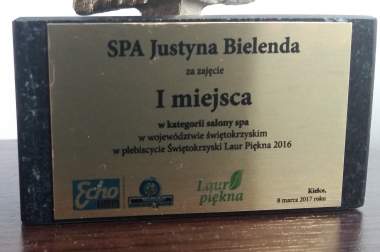 SPA Justyna Bielenda
za zajęcie
I miejsca
w kategorii salony spa
w województwie świętokrzyskim
w plebiscycie Świętokrzyski Laur Piękna 2016
Echo
Laur
piękna
Kielce,
8 marca 2017 roku